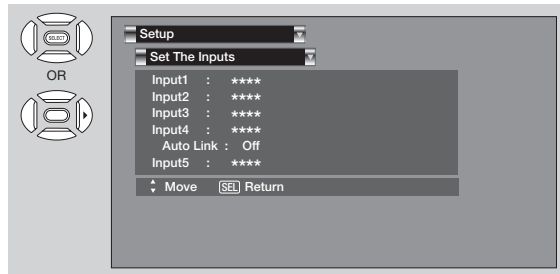 SELECT
OR
Setup
Set The Inputs
Input1 : ****
Input2 : ****
Input3 : ****
Input4 : ****
Auto Link : Off
Input5 : ****
Move SEL Return